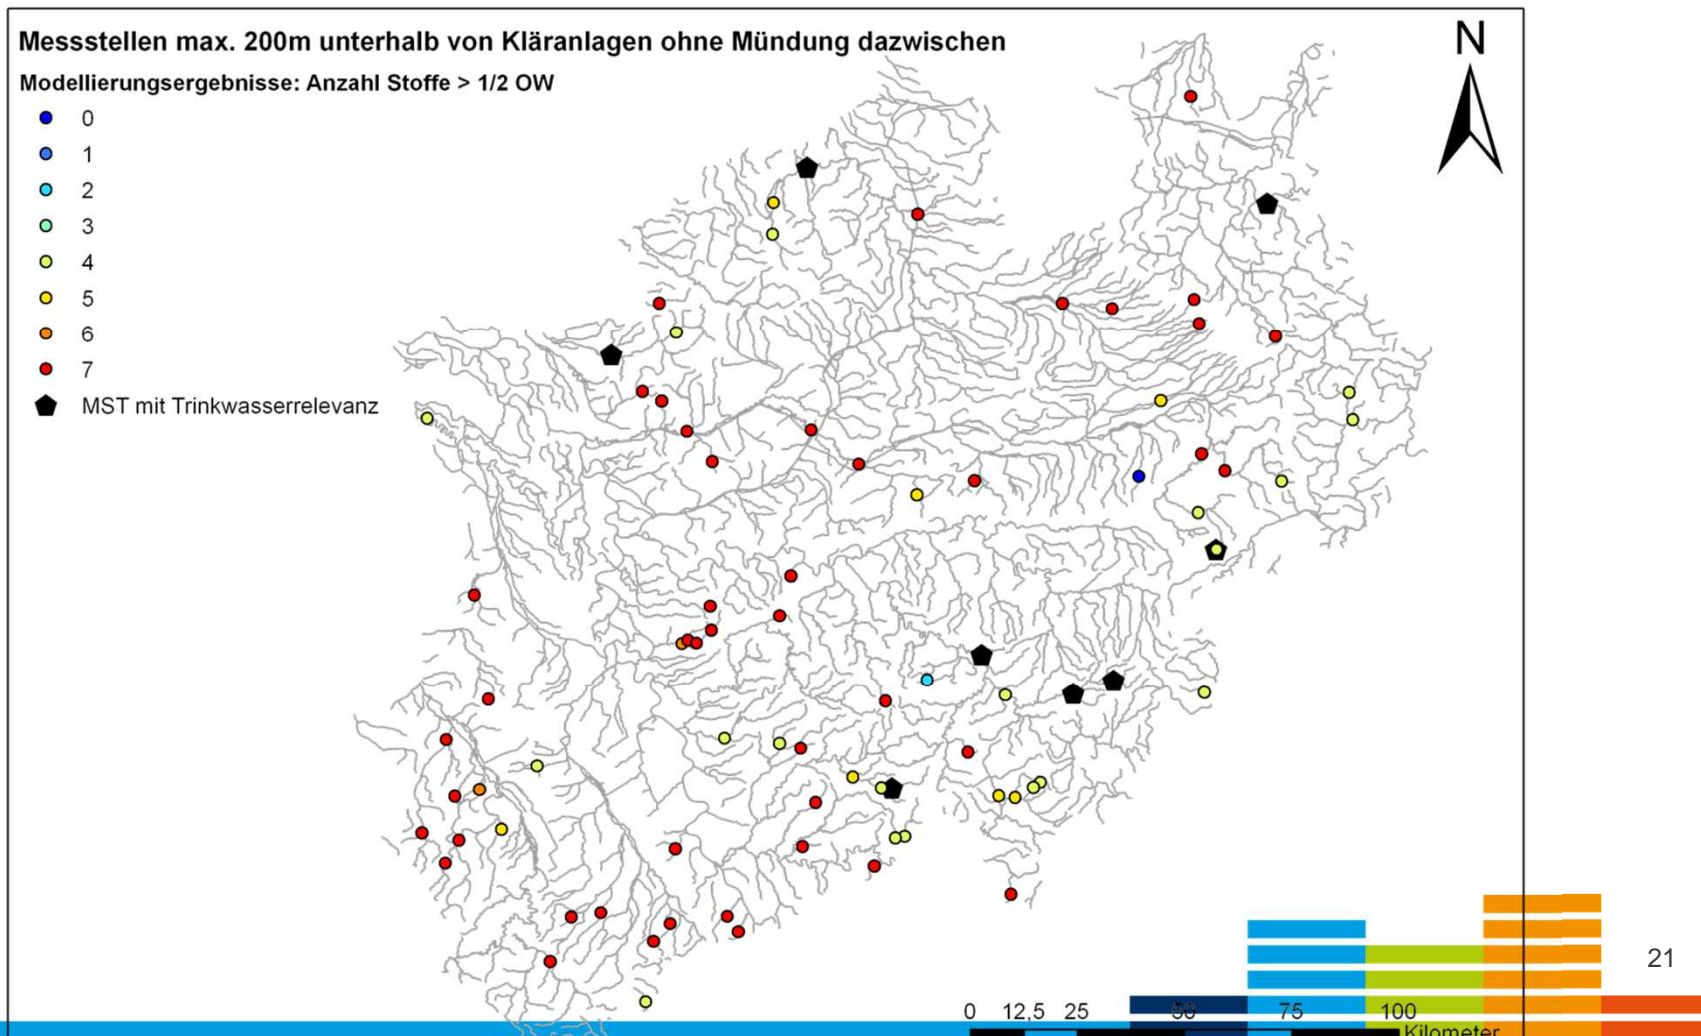 Messstellen max. 200m unterhalb von Kläranlagen ohne Mündung dazwischen
N
Modellierungsergebnisse: Anzahl Stoffe > 1/2 OW
0
1
2
3
4
5
6
7
MST mit Trinkwasserrelevanz
21
0 12,5 25 50 75 100
Kilometer